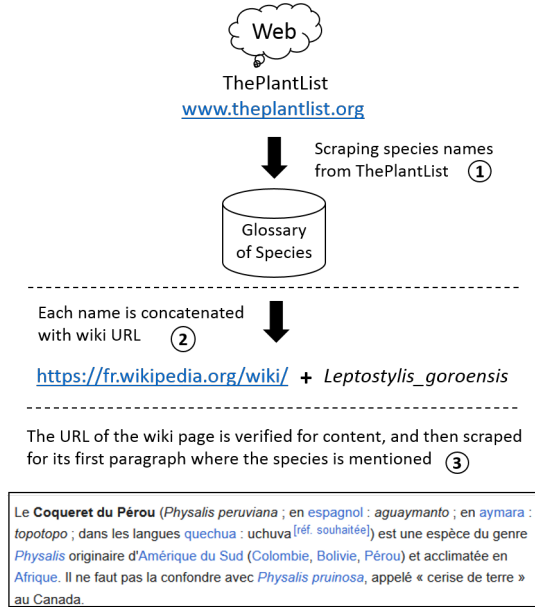 Web
ThePlantList
www.theplantlist.org
Scraping species names
from ThePlantList 1
Glossary
of Species
Each name is concatenated
with wiki URL 2
https://fr.wikipedia.org/wiki/ + Leptostylis_goroensis
The URL of the wiki page is verified for content, and then scraped
for its first paragraph where the species is mentioned 3
Le Coqueret du Pérou (Physalis peruviana ; en espagnol : aguaymanto ; en aymara :
topotopo ; dans les langues quechua : uchuva[réf. souhaitée]) est une espèce du genre
Physalis originaire d'Amérique du Sud (Colombie, Bolivie, Pérou) et acclimatée en
Afrique. Il ne faut pas la confondre avec Physalis pruinosa, appelé « cerise de terre »
au Canada.